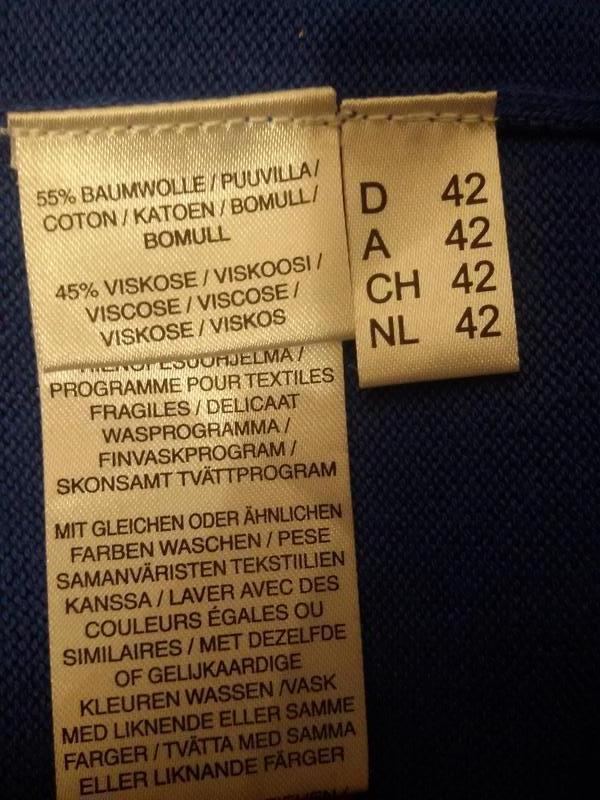 55% BAUMWOLLE / PUUVILLA /
COTON / KATOEN / BOMULL /
BOMULL
45% VISKOSE / VISKOOSI /
VISCOSE / VISCOSE /
VISKOSE / VISKOS
D 42
A 42
CH 42
NL 42
HIENOPESUOHJELMA /
PROGRAMME POUR TEXTILES
FRAGILES / DELICAAT
WASPROGRAMMA /
FINVASKPROGRAM /
SKONSAMT TVÄTTPROGRAM
MIT GLEICHEN ODER ÄHNLICHEN
FARBEN WASCHEN / PESE
SAMANVÄRISTEN TEKSTIILIEN
KANSSA / LAVER AVEC DES
COULEURS ÉGALES OU
SIMILAIRES / MET DEZELFDE
OF GELIJKAARDIGE
KLEUREN WASSEN /VASK
MED LIKNENDE ELLER SAMME
FARGER / TVÄTTA MED SAMMA
ELLER LIKNANDE FÄRGER